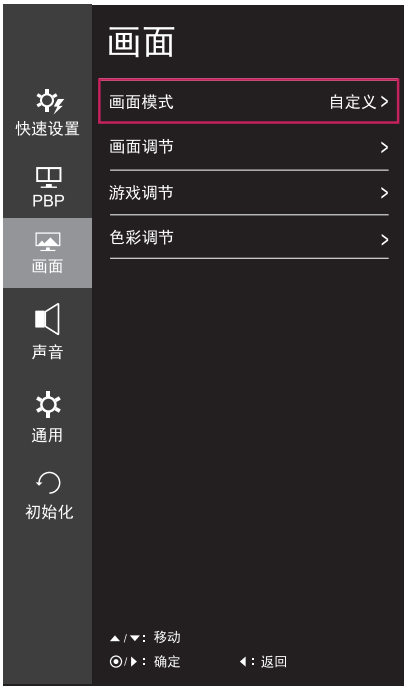 画面
快速设置
PBP
画面
声音
通用
初始化
画面模式 自定义 >
画面调节 >
游戏调节 >
色彩调节 >
▲/▼: 移动
⊙/▶: 确定 ◀: 返回